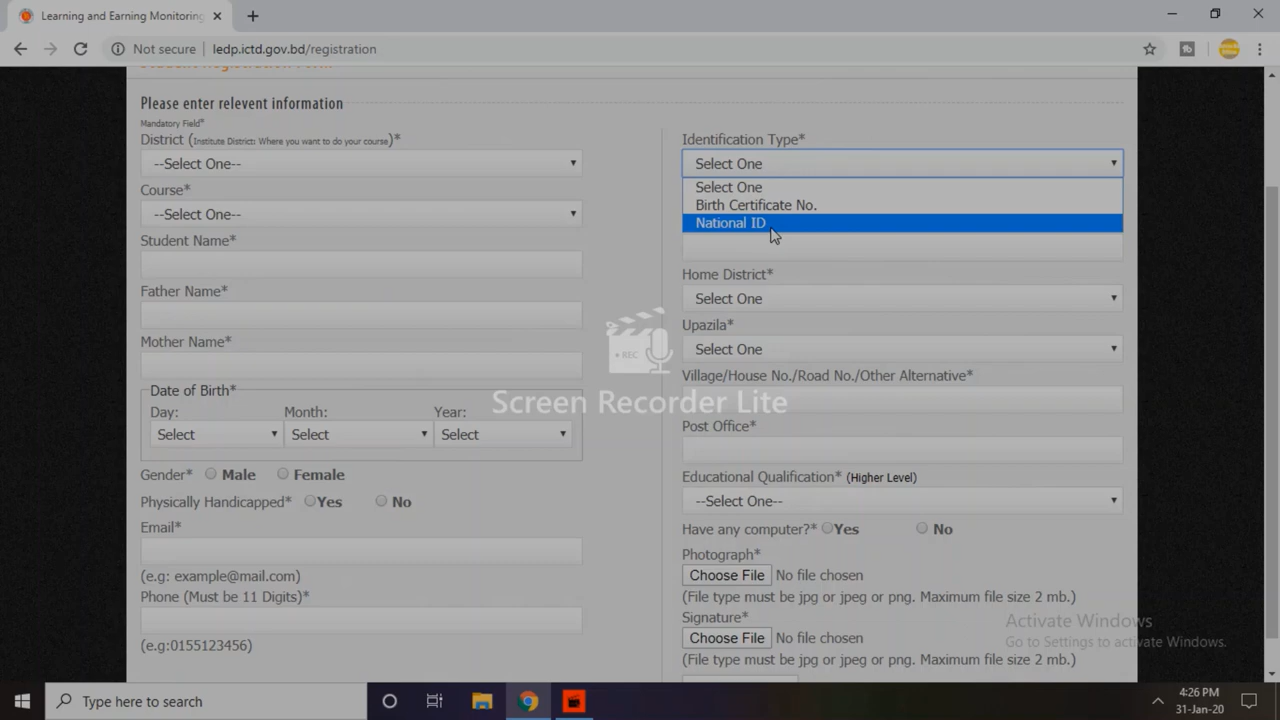 Learning and Earning Monitoring
Not secure
ledp.ictd.gov.bd/registration
Student Registration Form
Please enter relevent information
Mandatory Field*
District (Institute District: Where you want to do your course)*
--Select One--
Course*
--Select One--
Student Name*
Father Name*
Mother Name*
Date of Birth*
Day: Month: Year:
Select Select Select
Gender* Male Female
Physically Handicapped* Yes No
Email*
(e.g: example@mail.com)
Phone (Must be 11 Digits)*
(e.g:0155123456)
Identification Type*
Select One
Select One
Birth Certificate No.
National ID
Home District*
Select One
Upazila*
Select One
Village/House No./Road No./Other Alternative*
Post Office*
Educational Qualification* (Higher Level)
--Select One--
Have any computer?* Yes No
Photograph*
Choose File No file chosen
(File type must be jpg or jpeg or png. Maximum file size 2 mb.)
Signature*
Choose File No file chosen
(File type must be jpg or jpeg or png. Maximum file size 2 mb.)
REC
Screen Recorder Lite
Activate Windows
Go to Settings to activate Windows.
Type here to search
4:26 PM
31-Jan-20